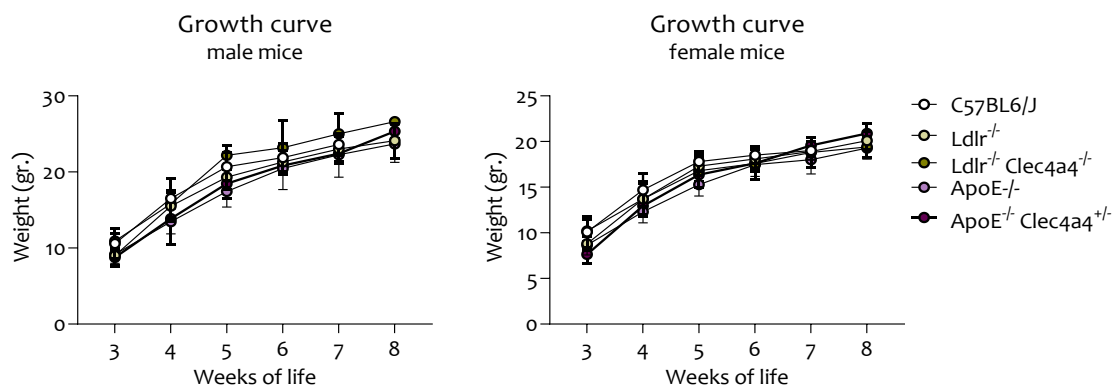 Growth curve
male mice
30
20
10
0
Weight (gr.)
3 4 5 6 7 8
Weeks of life
Growth curve
female mice
25
20
15
10
5
0
Weight (gr.)
3 4 5 6 7 8
Weeks of life
C57BL6/J
Ldlr-/-
Ldlr-/- Clec4a4-/-
ApoE-/-
ApoE-/- Clec4a4+/-